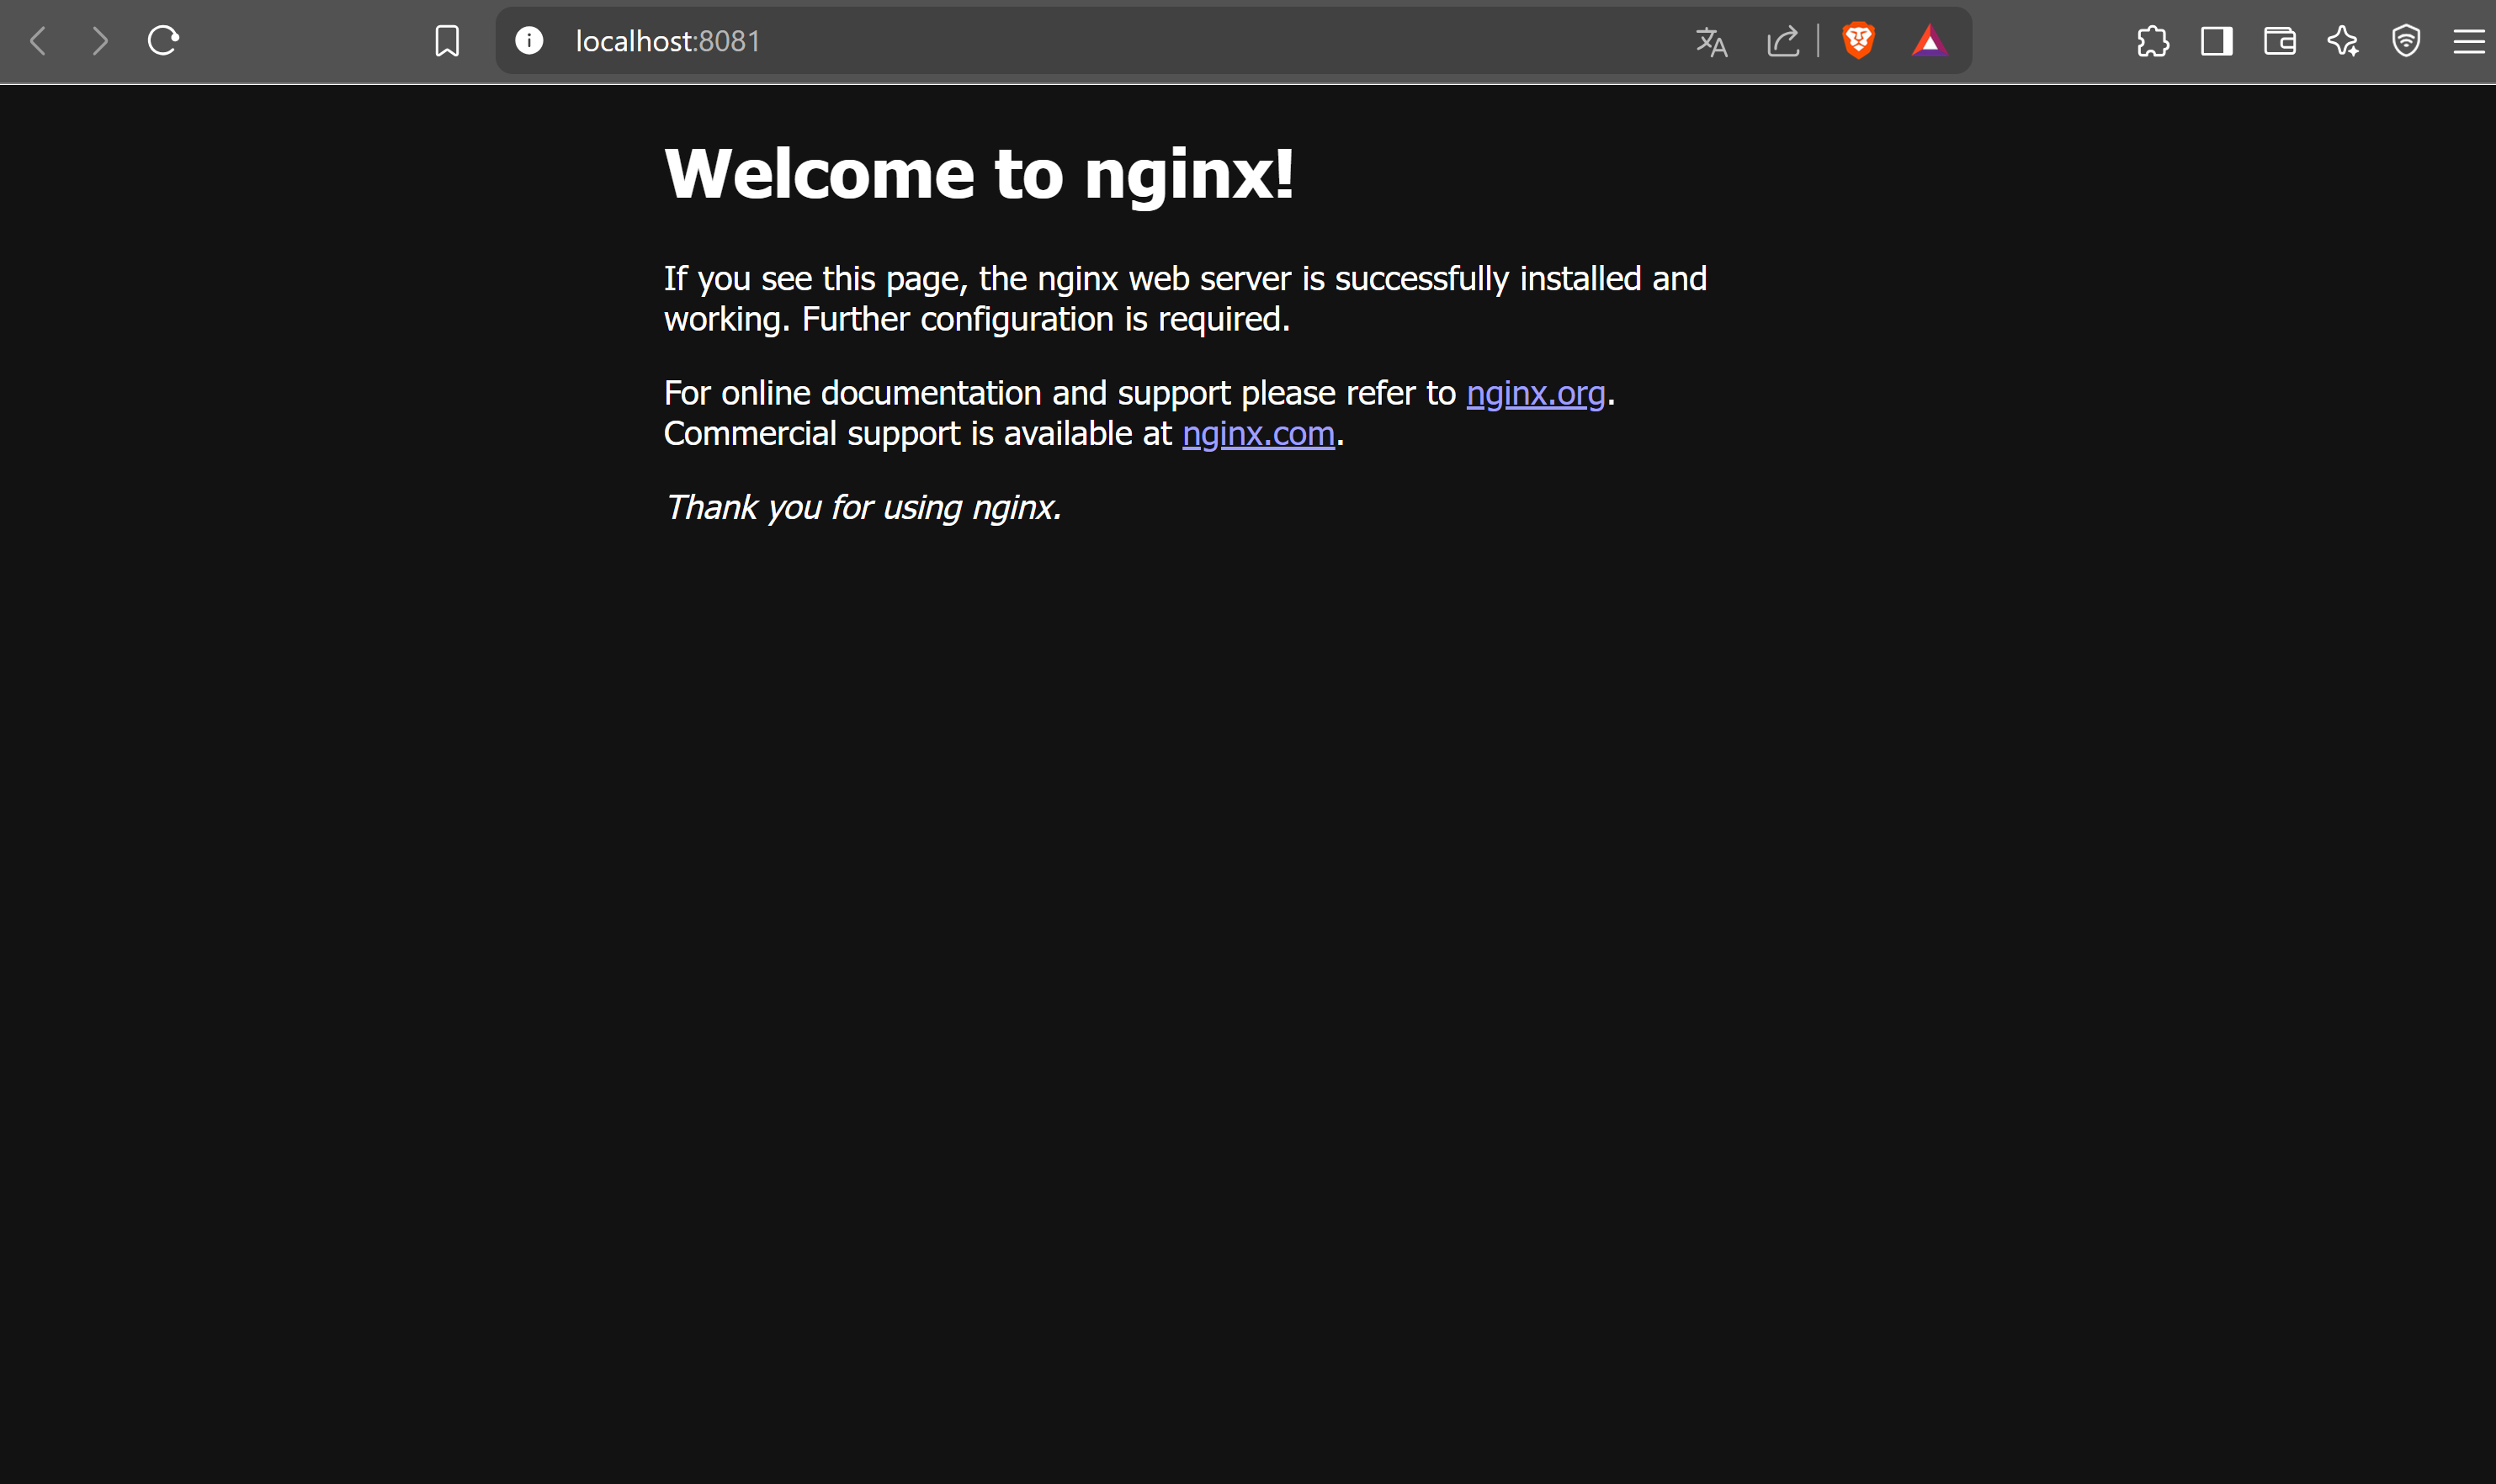 localhost:8081
Welcome to nginx!
If you see this page, the nginx web server is successfully installed and
working. Further configuration is required.
For online documentation and support please refer to nginx.org.
Commercial support is available at nginx.com.
Thank you for using nginx.